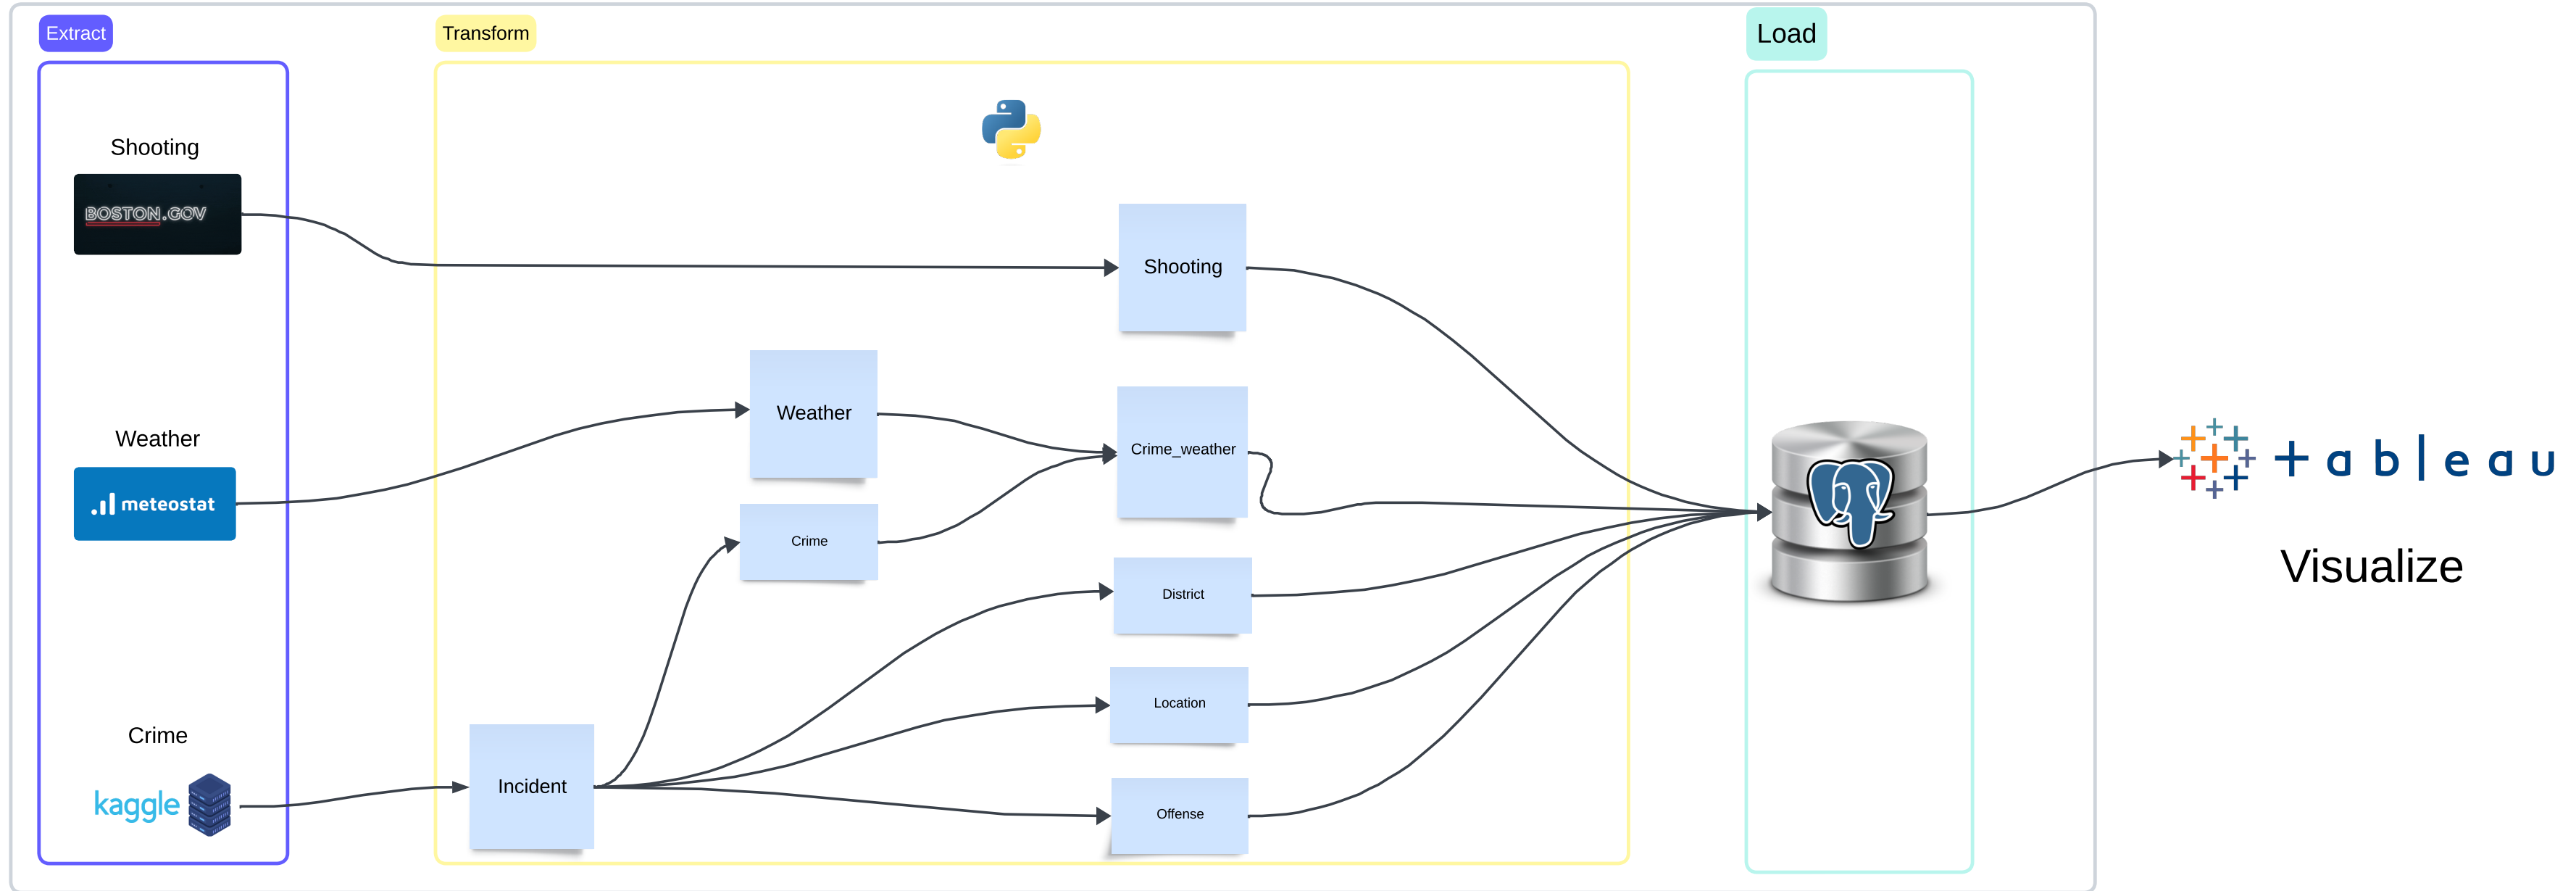 Extract
Transform
Load
Shooting
BOSTON.GOV
Shooting
Weather
Weather
meteostat
Crime_weather
Crime
District
Location
Crime
kaggle
Incident
Offense
+ableau
Visualize